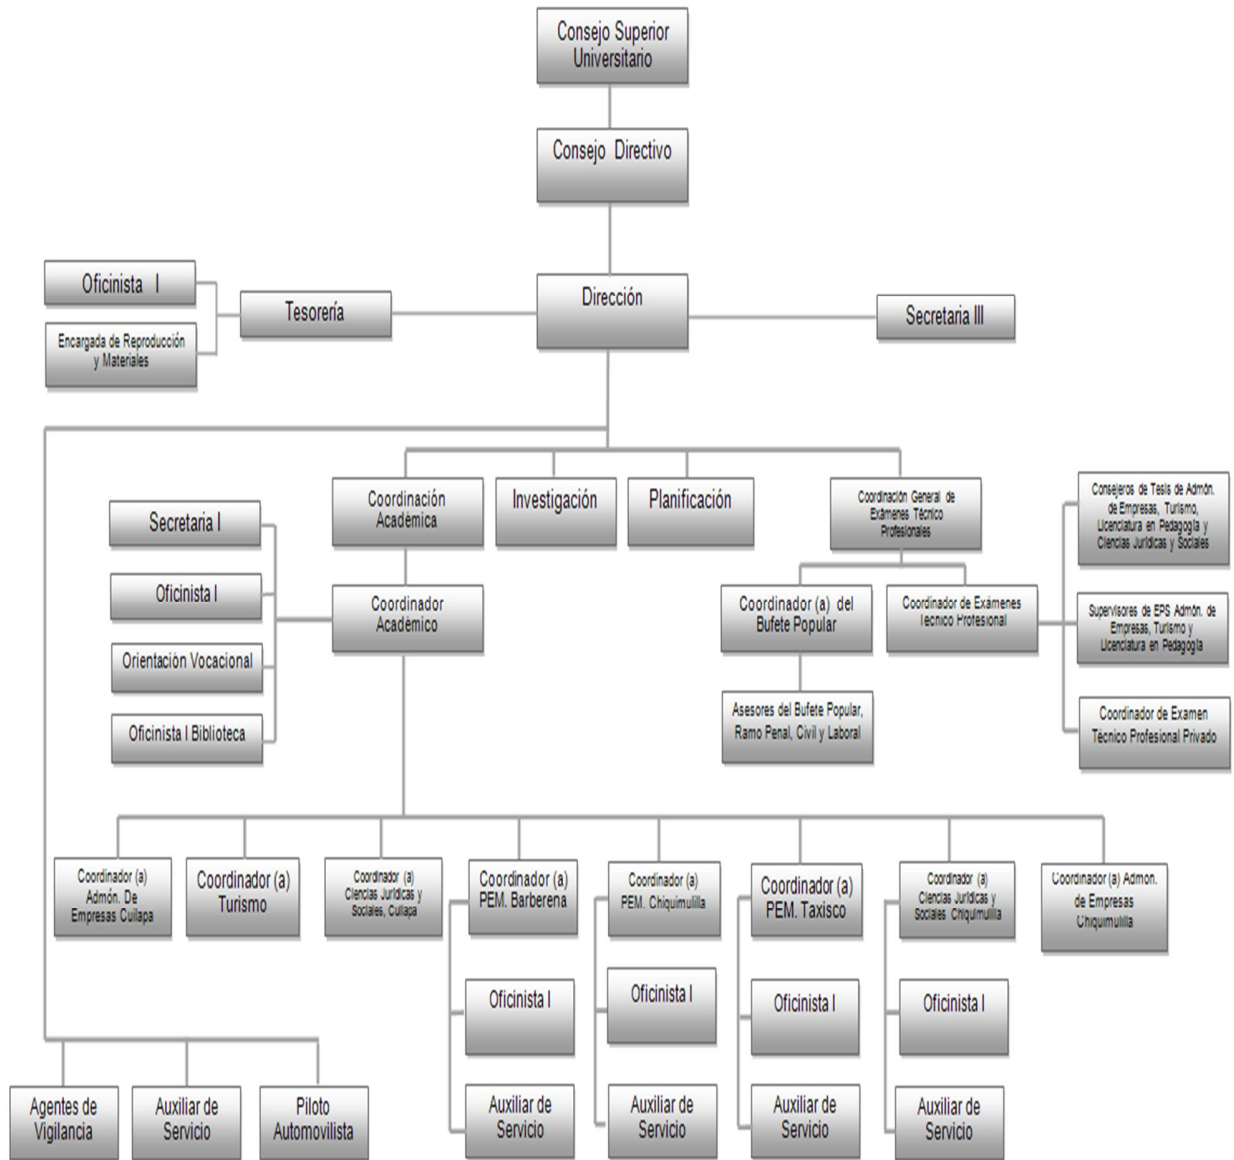 Consejo Superior
Universitario
Consejo Directivo
Dirección
Oficinista I
Encargada de Reproducción
y Materiales
Tesorería
Secretaria III
Coordinación
Académica
Investigación
Planificación
Coordinación General de
Exámenes Técnico
Profesionales
Consejeros de Tesis de Admón.
de Empresas, Turismo,
Licenciatura en Pedagogía y
Ciencias Jurídicas y Sociales
Secretaria I
Oficinista I
Orientación Vocacional
Oficinista I Biblioteca
Coordinador
Académico
Coordinador (a) del
Bufete Popular
Coordinador de Exámenes
Técnico Profesional
Supervisores de EPS Admón. de
Empresas, Turismo y
Licenciatura en Pedagogía
Asesores del Bufete Popular,
Ramo Penal, Civil y Laboral
Coordinador de Examen
Técnico Profesional Privado
Coordinador (a)
Admón. De
Empresas Cuilapa
Coordinador (a)
Turismo
Coordinador (a)
Ciencias Jurídicas y
Sociales, Cuilapa
Coordinador (a)
PEM. Barberena
Coordinador (a)
PEM. Chiquimulilla
Coordinador (a)
PEM. Taxisco
Coordinador (a)
Ciencias Jurídicas y
Sociales Chiquimulilla
Coordinador (a) Admon.
de Empresas
Chiquimulilla
Oficinista I
Oficinista I
Oficinista I
Oficinista I
Agentes de
Vigilancia
Auxiliar de
Servicio
Piloto
Automovilista
Auxiliar de
Servicio
Auxiliar de
Servicio
Auxiliar de
Servicio
Auxiliar de
Servicio